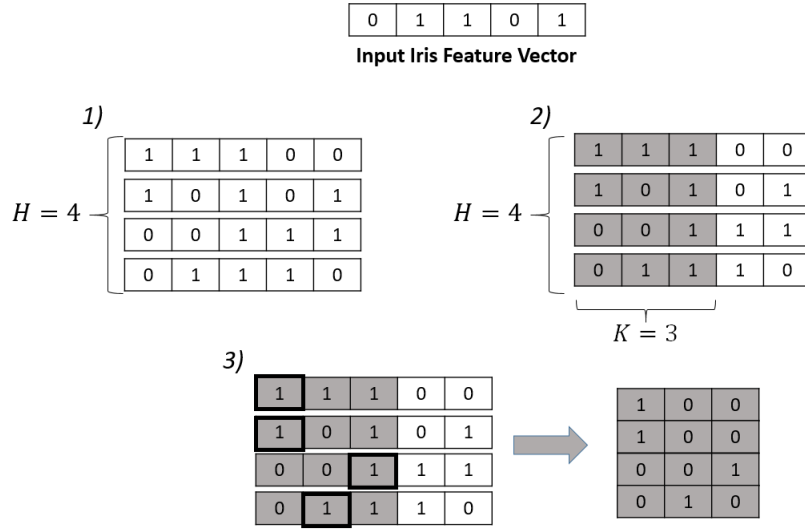 0 1 1 0 1
Input Iris Feature Vector
1)
H = 4
1 1 1 0 0
1 0 1 0 1
0 0 1 1 1
0 1 1 1 0
2)
H = 4
1 1 1 0 0
1 0 1 0 1
0 0 1 1 1
0 1 1 1 0
K = 3
3)
1 1 1 0 0
1 0 1 0 1
0 0 1 1 1
0 1 1 1 0
1 0 0
1 0 0
0 0 1
0 1 0